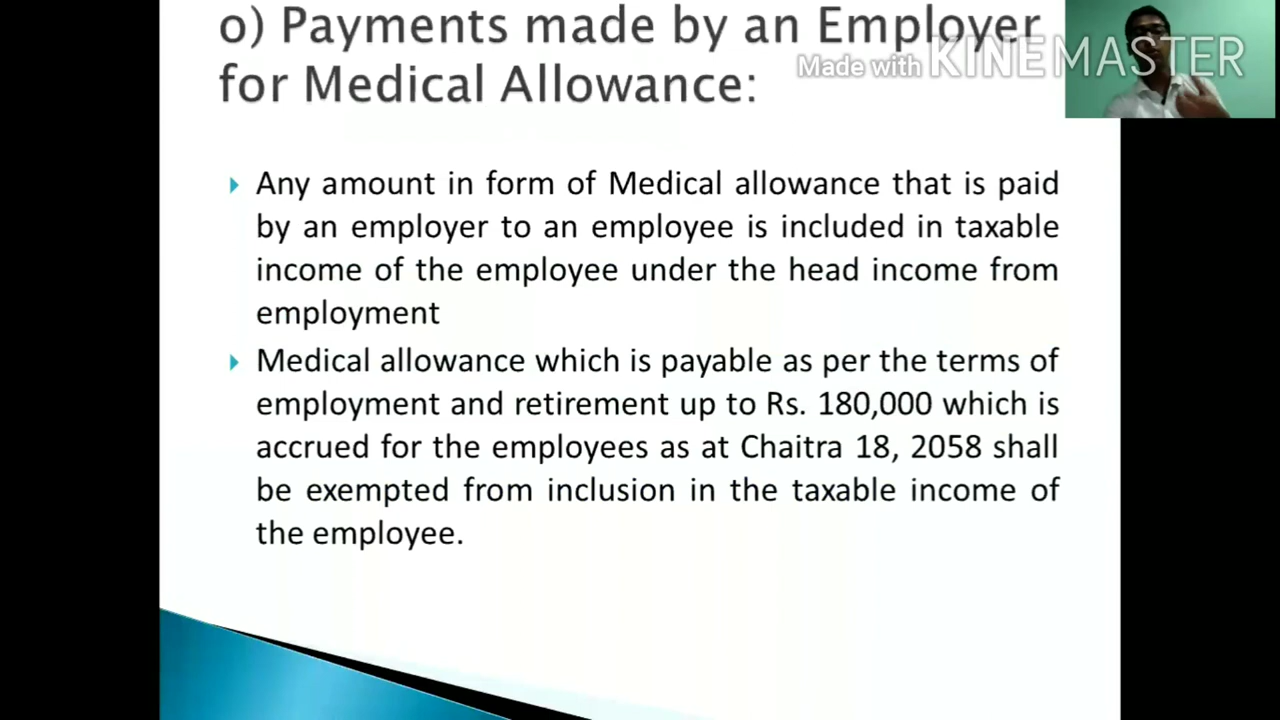 o) Payments made by an Employer
for Medical Allowance:
Made with KINEMASTER
Any amount in form of Medical allowance that is paid
by an employer to an employee is included in taxable
income of the employee under the head income from
employment
Medical allowance which is payable as per the terms of
employment and retirement up to Rs. 180,000 which is
accrued for the employees as at Chaitra 18, 2058 shall
be exempted from inclusion in the taxable income of
the employee.